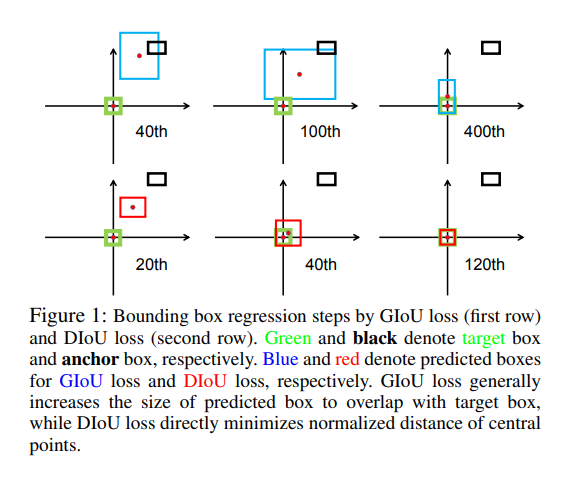 40th 100th 400th
20th 40th 120th
Figure 1: Bounding box regression steps by GIoU loss (first row)
and DIoU loss (second row). Green and black denote target box
and anchor box, respectively. Blue and red denote predicted boxes
for GIoU loss and DIoU loss, respectively. GIoU loss generally
increases the size of predicted box to overlap with target box,
while DIoU loss directly minimizes normalized distance of central
points.